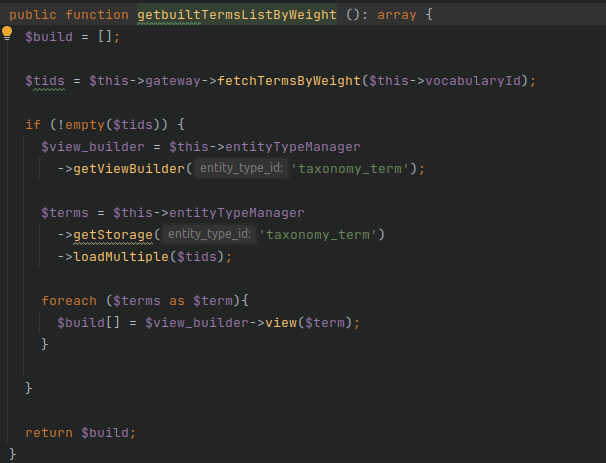 public function getbuiltTermsListByWeight (): array {
$build = [];
$tids = $this->gateway->fetchTermsByWeight($this->vocabularyId);
if (!empty($tids)) {
$view_builder = $this->entityTypeManager
->getViewBuilder( entity_type_id: 'taxonomy_term');
$terms = $this->entityTypeManager
->getStorage( entity_type_id: 'taxonomy_term')
->loadMultiple($tids);
foreach ($terms as $term){
$build[] = $view_builder->view($term);
}
}
return $build;
}